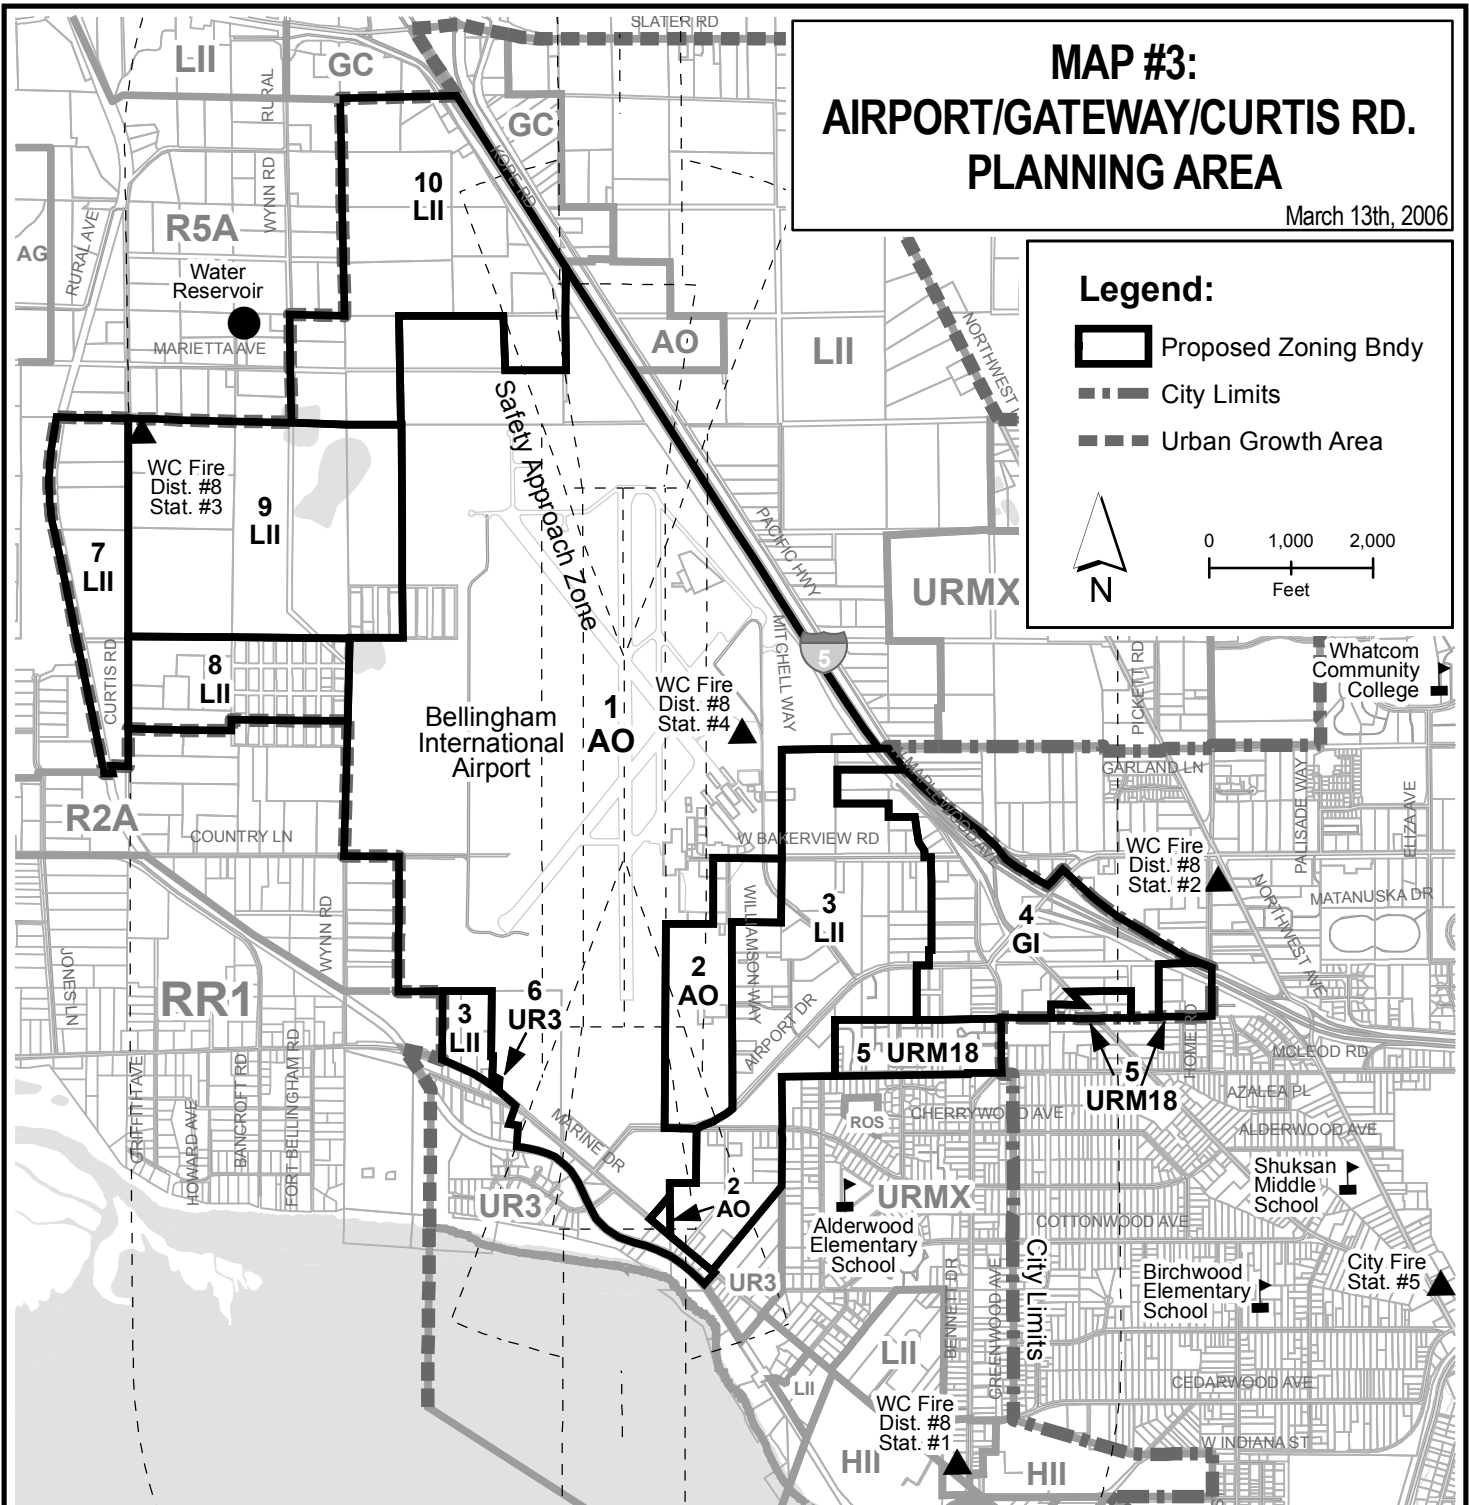 SLATER RD
MAP #3:
AIRPORT/GATEWAY/CURTIS RD.
PLANNING AREA
March 13th, 2006
Legend:
Proposed Zoning Bndy
City Limits
Urban Growth Area
N
0 1,000 2,000
Feet
LII
GC
RURAL
GC
KOPE RD
10
LII
WYNN RD
R5A
AG
RURAL AVE
Water
Reservoir
MARIETTA AVE
AO
LII
NORTHWEST
Safety Approach Zone
WC Fire
Dist. #8
Stat. #3
9
LII
7
LII
PACIFIC HWY
URMX
MITCHELL WAY
5
CURTIS RD
8
LII
1
AO
WC Fire
Dist. #8
Stat. #4
Bellingham
International
Airport
PICKETT RD
Whatcom
Community
College
GARLAND LN
W MAPLEWOOD AV
PALISADE WAY
ELIZA AVE
R2A
COUNTRY LN
W BAKERVIEW RD
WC Fire
Dist. #8
Stat. #2
MATANUSKA DR
NORTHWEST AVE
WILLIAMSON WAY
3
LII
4
GI
WYNN RD
JONES LN
RR1
2
AO
AIRPORT DR
3
LII
6
UR3
5 URM18
HOME RD
MCLEOD RD
5
URM18
AZALEA PL
GRIFFITH AVE
HOWARD AVE
BANCROFT RD
FORT BELLINGHAM RD
MARINE DR
ROS
CHERRYWOOD AVE
ALDERWOOD AVE
Shuksan
Middle
School
UR3
2
AO
URMX
Alderwood
Elementary
School
COTTONWOOD AVE
City Limits
Birchwood
Elementary
School
City Fire
Stat. #5
UR3
BENNETT DR
GREENWOOD AVE
LII
LII
CEDARWOOD AVE
WC Fire
Dist. #8
Stat. #1
W INDIANA ST
HII
HII